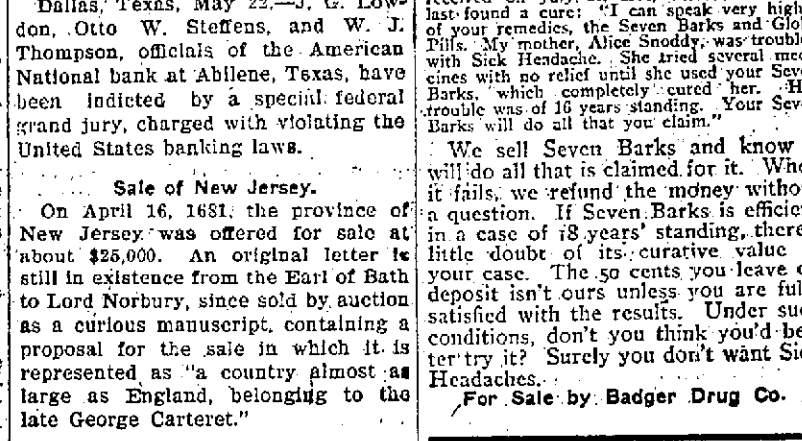 Dallas, Texas, May 22.—J. G. Low-
don, Otto W. Steffens, and W. J.
Thompson, officials of the American
National bank at Abilene, Texas, have
been indicted by a special federal
grand jury, charged with violating the
United States banking laws.
Sale of New Jersey.
On April 16, 1681, the province of
New Jersey was offered for sale at
about $25,000. An original letter is
still in existence from the Earl of Bath
to Lord Norbury, since sold by auction
as a curious manuscript, containing a
proposal for the sale in which it is
represented as "a country almost as
large as England, belonging to the
late George Carteret."
last found a cure: "I can speak very high
of your remedies, the Seven Barks and Glo
Pills. My mother, Alice Snoddy, was troubl
with Sick Headache. She tried several med
cines with no relief until she used your Sev
Barks, which completely cured her. H
trouble was of 16 years standing. Your Sev
Barks will do all that you claim."
We sell Seven Barks and know
will do all that is claimed for it. Whe
it fails, we refund the money witho
a question. If Seven Barks is efficie
in a case of 18 years' standing, there
little doubt of its curative value
your case. The 50 cents you leave o
deposit isn't ours unless you are ful
satisfied with the results. Under suc
conditions, don't you think you'd be
ter try it? Surely you don't want Sic
Headaches.
For Sale by Badger Drug Co.